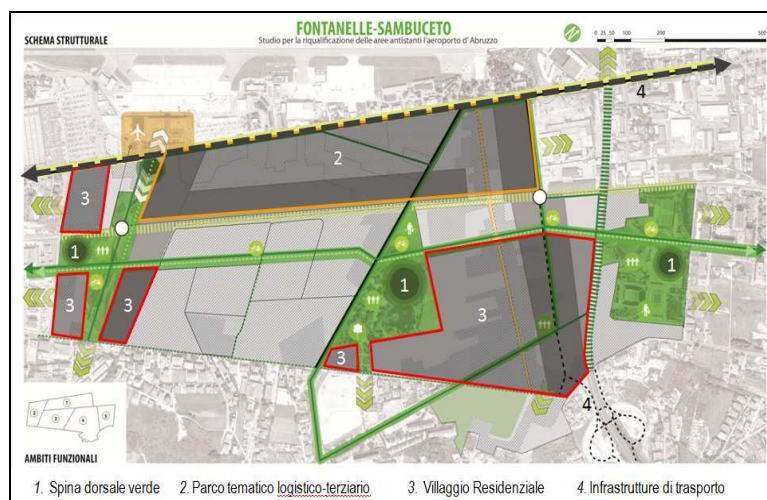 FONTANELLE-SAMBUCETO
SCHEMA STRUTTURALE
Studio per la riqualificazione delle aree antistanti l'aeroporto d'Abruzzo
0 25 50 100 200 500
4
2
3
1
1
1
3
3
3
3
4
AMBITI FUNZIONALI
1. Spina dorsale verde 2. Parco tematico logistico-terziario 3. Villaggio Residenziale 4. Infrastrutture di trasporto